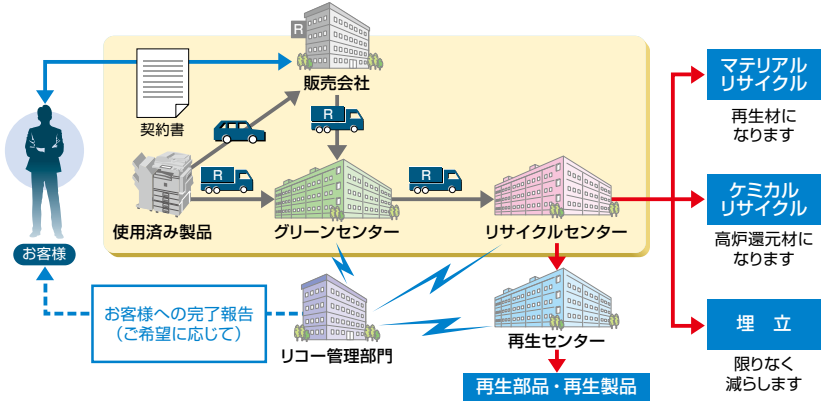 R
販売会社
契約書
R
R
R
使用済み製品
グリーンセンター
リサイクルセンター
お客様
お客様への完了報告
（ご希望に応じて）
リコー管理部門
再生センター
再生部品・再生製品
マテリアル
リサイクル
再生材に
なります
ケミカル
リサイクル
高炉還元材に
なります
埋 立
限りなく
減らします